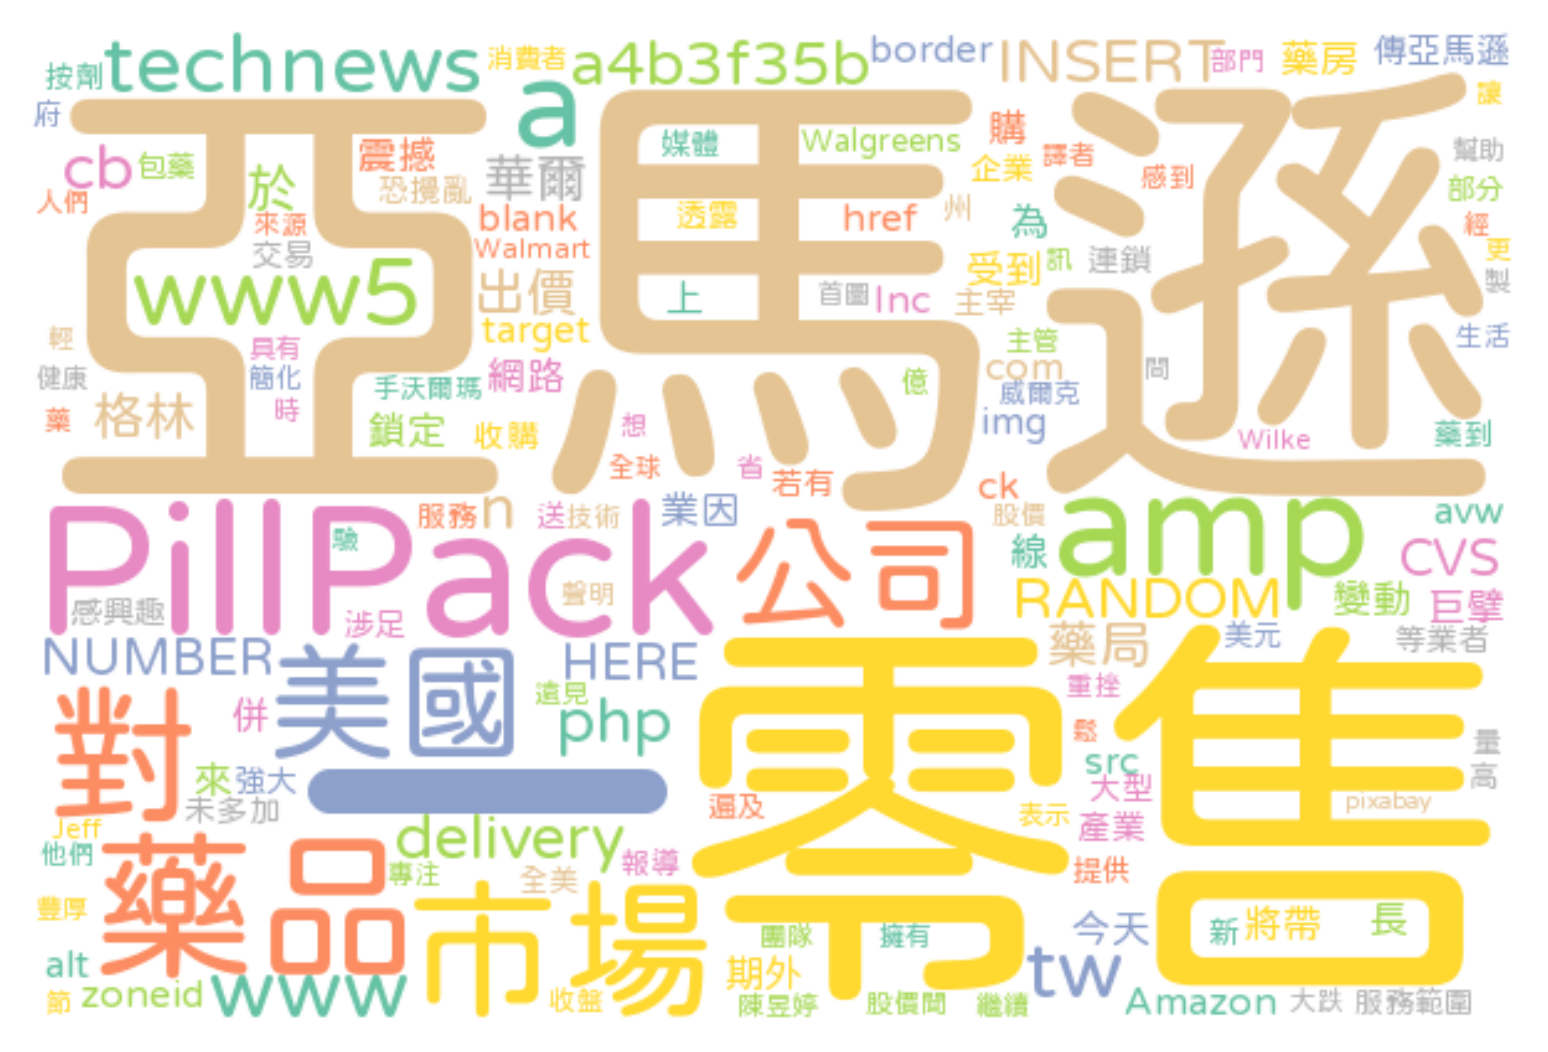 按劑 technews 消費者 a4b3f35b border INSERT 部門 藥房 傳亞馬遜
府 亞馬遜 a 讓
cb 包藥 於 震撼 華爾 媒體 Walgreens 購 企業 譯者 感到 幫助
人們 來源 恐攪亂 blank 透露 href 州 為 部分
交易 Walmart 受到 訊 連鎖 經 更
www5 出價 上 首圖 Inc 主宰 製
輕 具有 target 主管 生活
健康 簡化 手沃爾瑪 網路 億 com 威爾克 間
藥 格林 時 鎖定 收購 想 img Wilke 藥到
全球 省 若有 ck
PillPack 服務 n 送 技術 業因 公司 股價 amp avw
驗 線 CVS
感興趣 涉足 聲明 RANDOM 變動 巨擘
NUMBER 美國 HERE 零售 藥局 美元 等業者
對 併 遠見 php 重挫
來 強大 一 鬆 src 量
未多加 遍及 大型 高
Jeff delivery 表示 產業 pixabay
他們 藥品 專注 全美 報導 提供
豐厚 市場 團隊 擁有 今天 新 將帶 長
alt 期外 tw
節 zoneid www 收盤 陳昱婷 股價間 繼續 Amazon 大跌 服務範圍